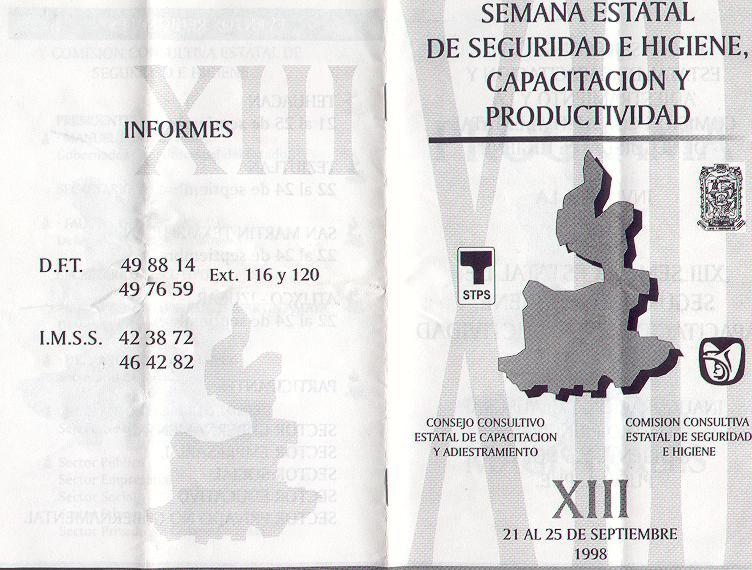 INFORMES
D.F.T. 49 88 14
49 76 59
Ext. 116 y 120
I.M.S.S. 42 38 72
46 42 82
SEMANA ESTATAL
DE SEGURIDAD E HIGIENE,
CAPACITACION Y
PRODUCTIVIDAD
STPS
CONSEJO CONSULTIVO
ESTATAL DE CAPACITACION
Y ADIESTRAMIENTO
COMISION CONSULTIVA
ESTATAL DE SEGURIDAD
E HIGIENE
XIII
21 AL 25 DE SEPTIEMBRE
1998